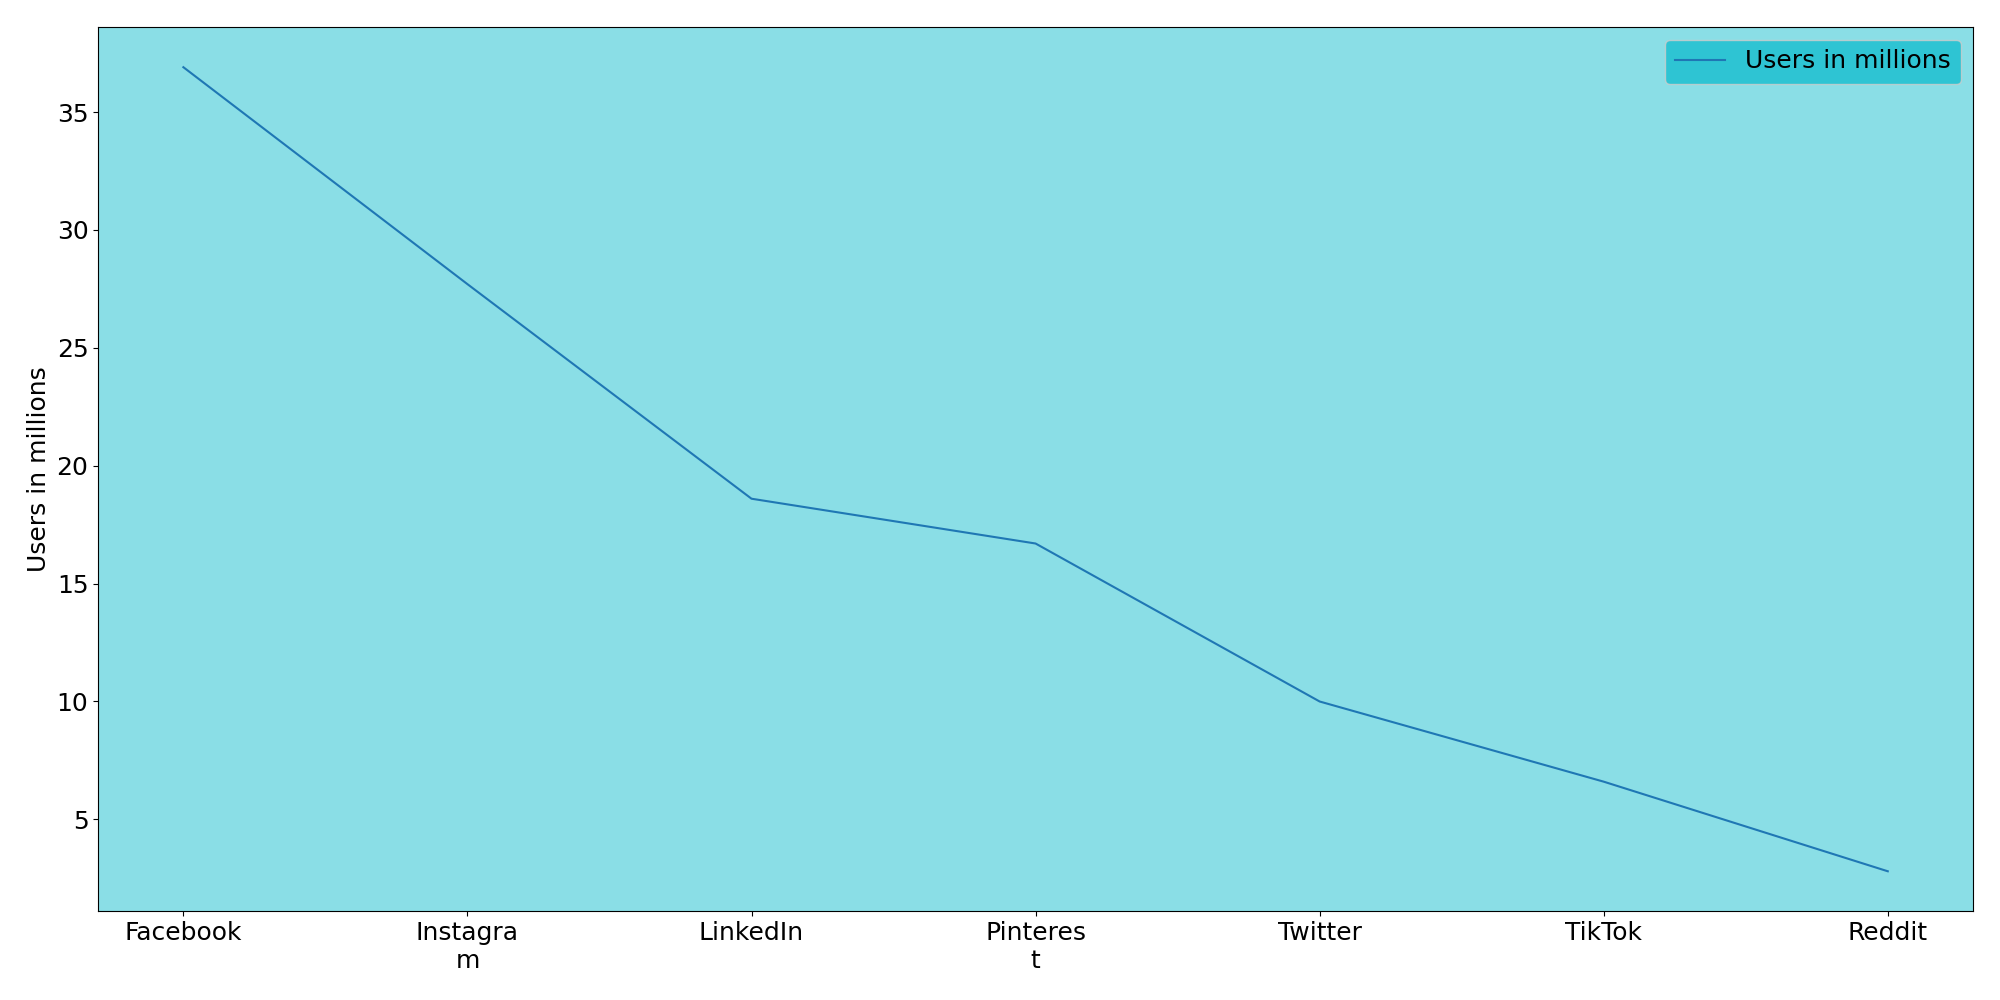 Users in millions
35
30
25
20
15
10
5
Users in millions
Facebook
Instagra
m
LinkedIn
Pinteres
t
Twitter
TikTok
Reddit